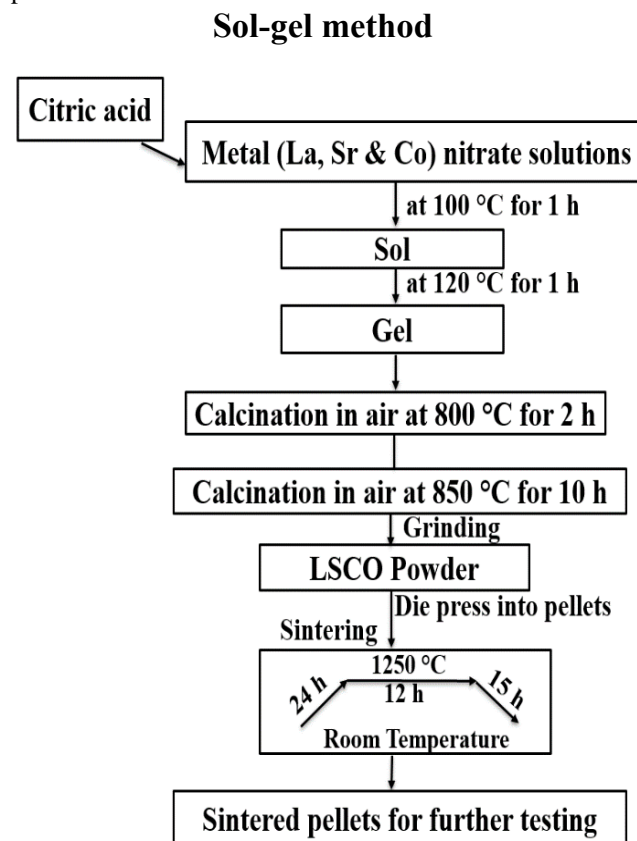 Sol-gel method
Citric acid
Metal (La, Sr & Co) nitrate solutions
at 100 °C for 1 h
Sol
at 120 °C for 1 h
Gel
Calcination in air at 800 °C for 2 h
Calcination in air at 850 °C for 10 h
Grinding
LSCO Powder
Die press into pellets
Sintering
1250 °C
24 h
12 h
15 h
Room Temperature
Sintered pellets for further testing